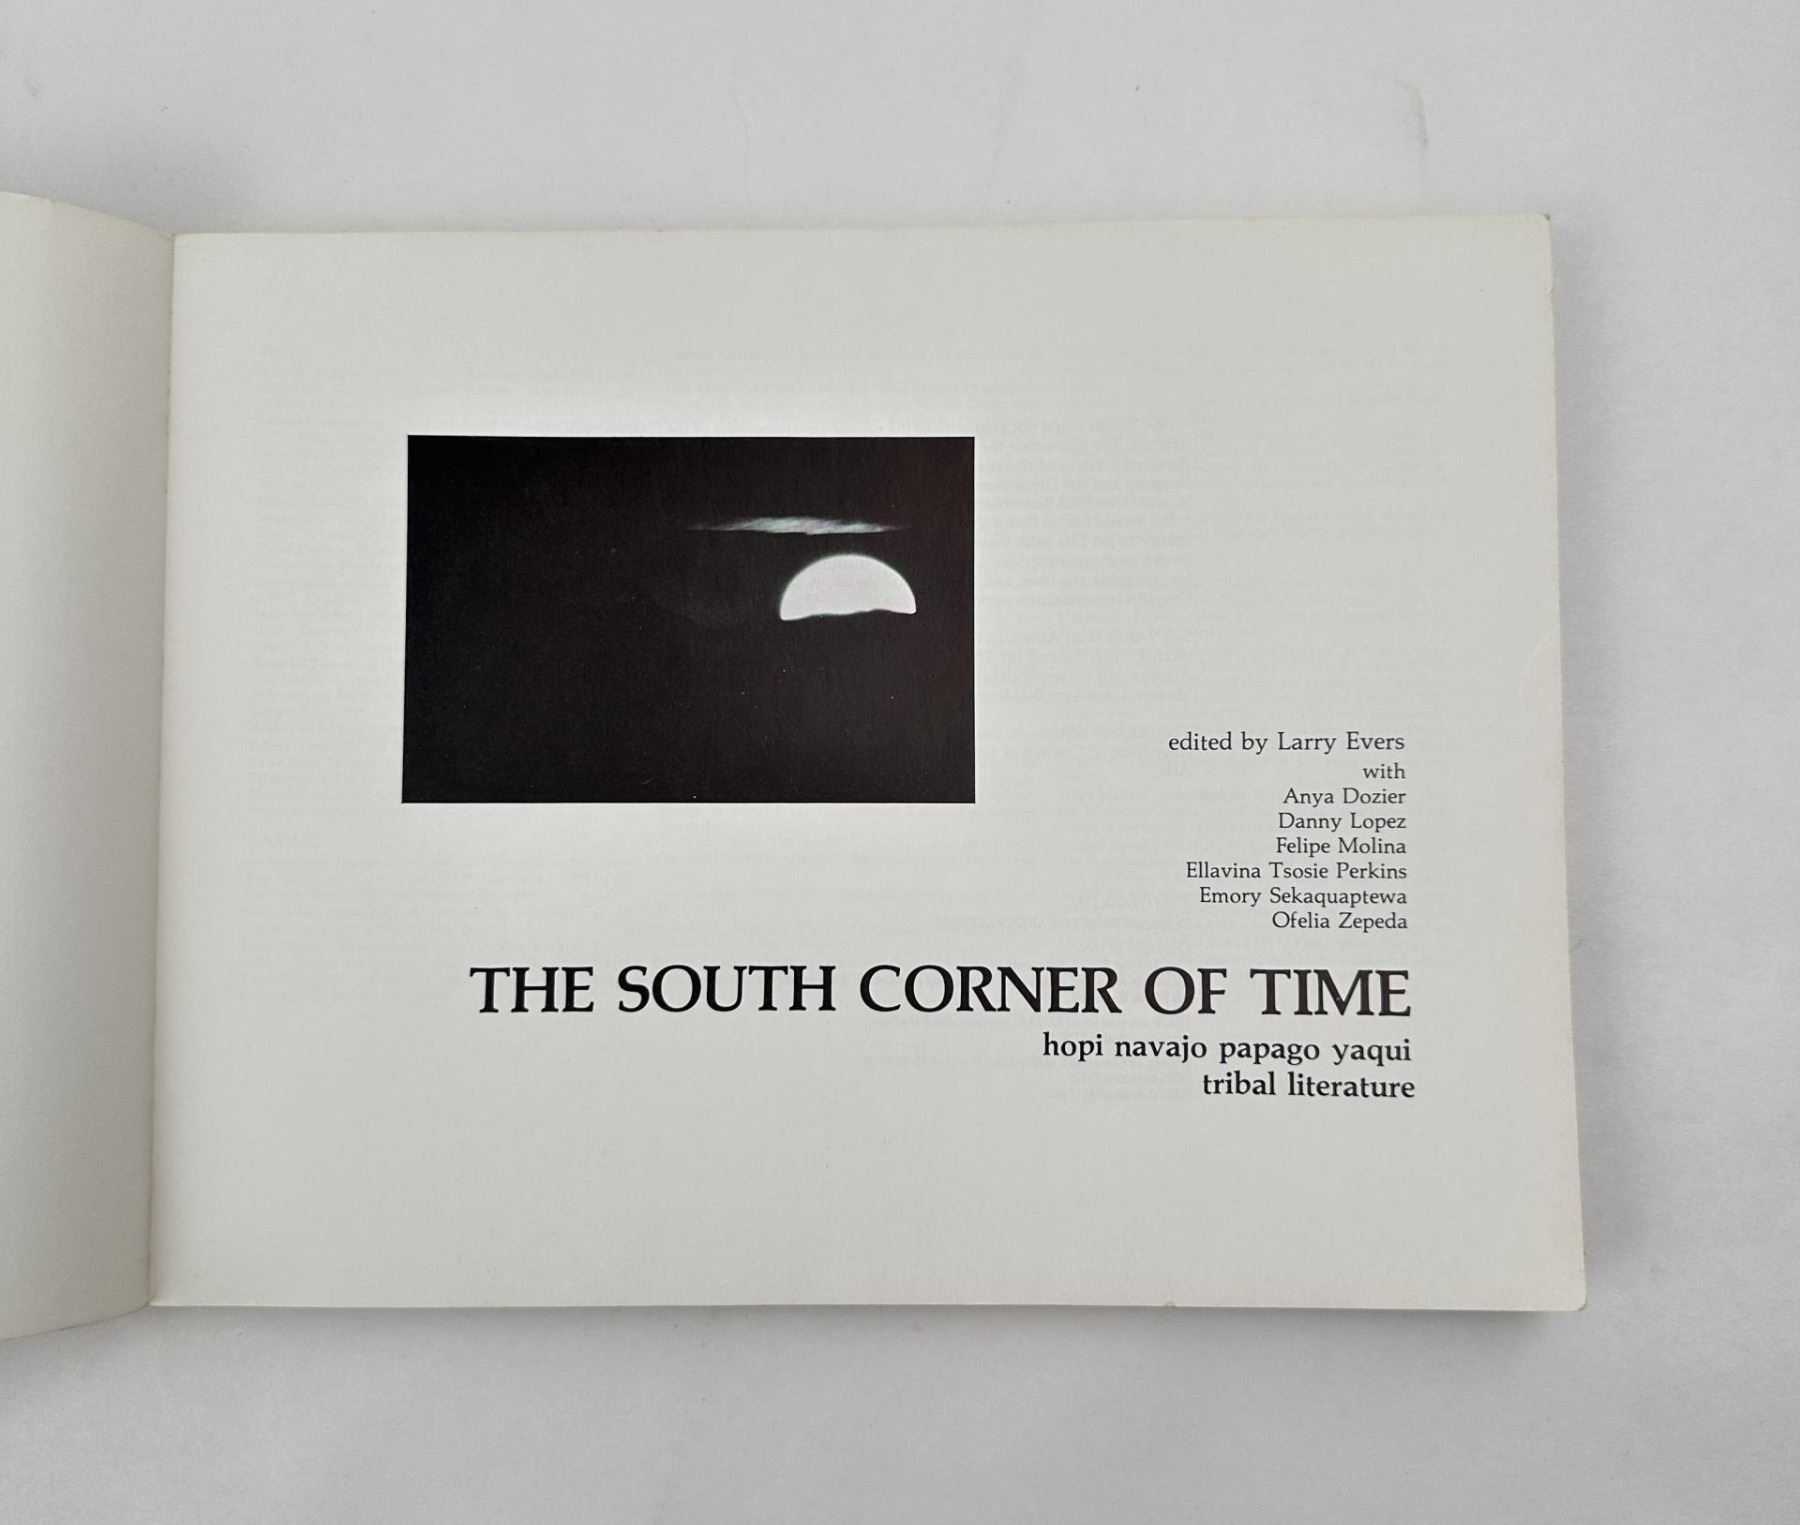 edited by Larry Evers
with
Anya Dozier
Danny Lopez
Felipe Molina
Ellavina Tsosie Perkins
Emory Sekaquaptewa
Ofelia Zepeda
THE SOUTH CORNER OF TIME
hopi navajo papago yaqui
tribal literature